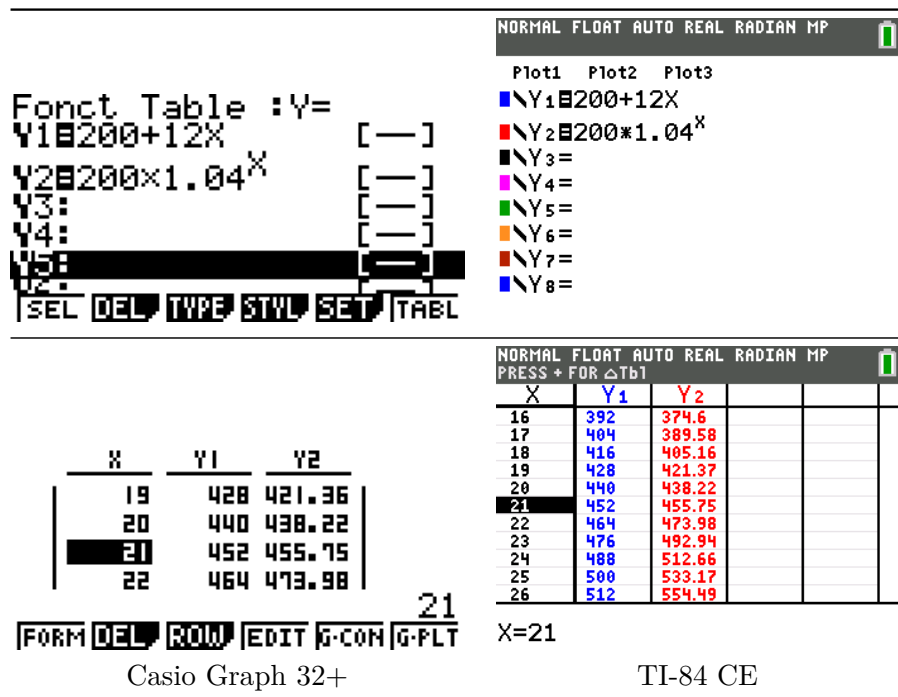 Fonct Table :Y=
Y1=200+12X [—]
Y2=200×1.04^X [—]
Y3: [—]
Y4: [—]
Y5: [—]
SEL DEL TYPE STYL SET TABL
NORMAL FLOAT AUTO REAL RADIAN MP
Plot1 Plot2 Plot3
\Y1=200+12X
\Y2=200*1.04^X
\Y3=
\Y4=
\Y5=
\Y6=
\Y7=
\Y8=
X Y1 Y2
19 428 421.36
20 440 438.22
21 452 455.75
22 464 473.98
21
FORM DEL ROW EDIT G·CON G·PLT
Casio Graph 32+
NORMAL FLOAT AUTO REAL RADIAN MP
PRESS + FOR △Tbl
X Y1 Y2
16 392 374.6
17 404 389.58
18 416 405.16
19 428 421.37
20 440 438.22
21 452 455.75
22 464 473.98
23 476 492.94
24 488 512.66
25 500 533.17
26 512 554.49
X=21
TI-84 CE